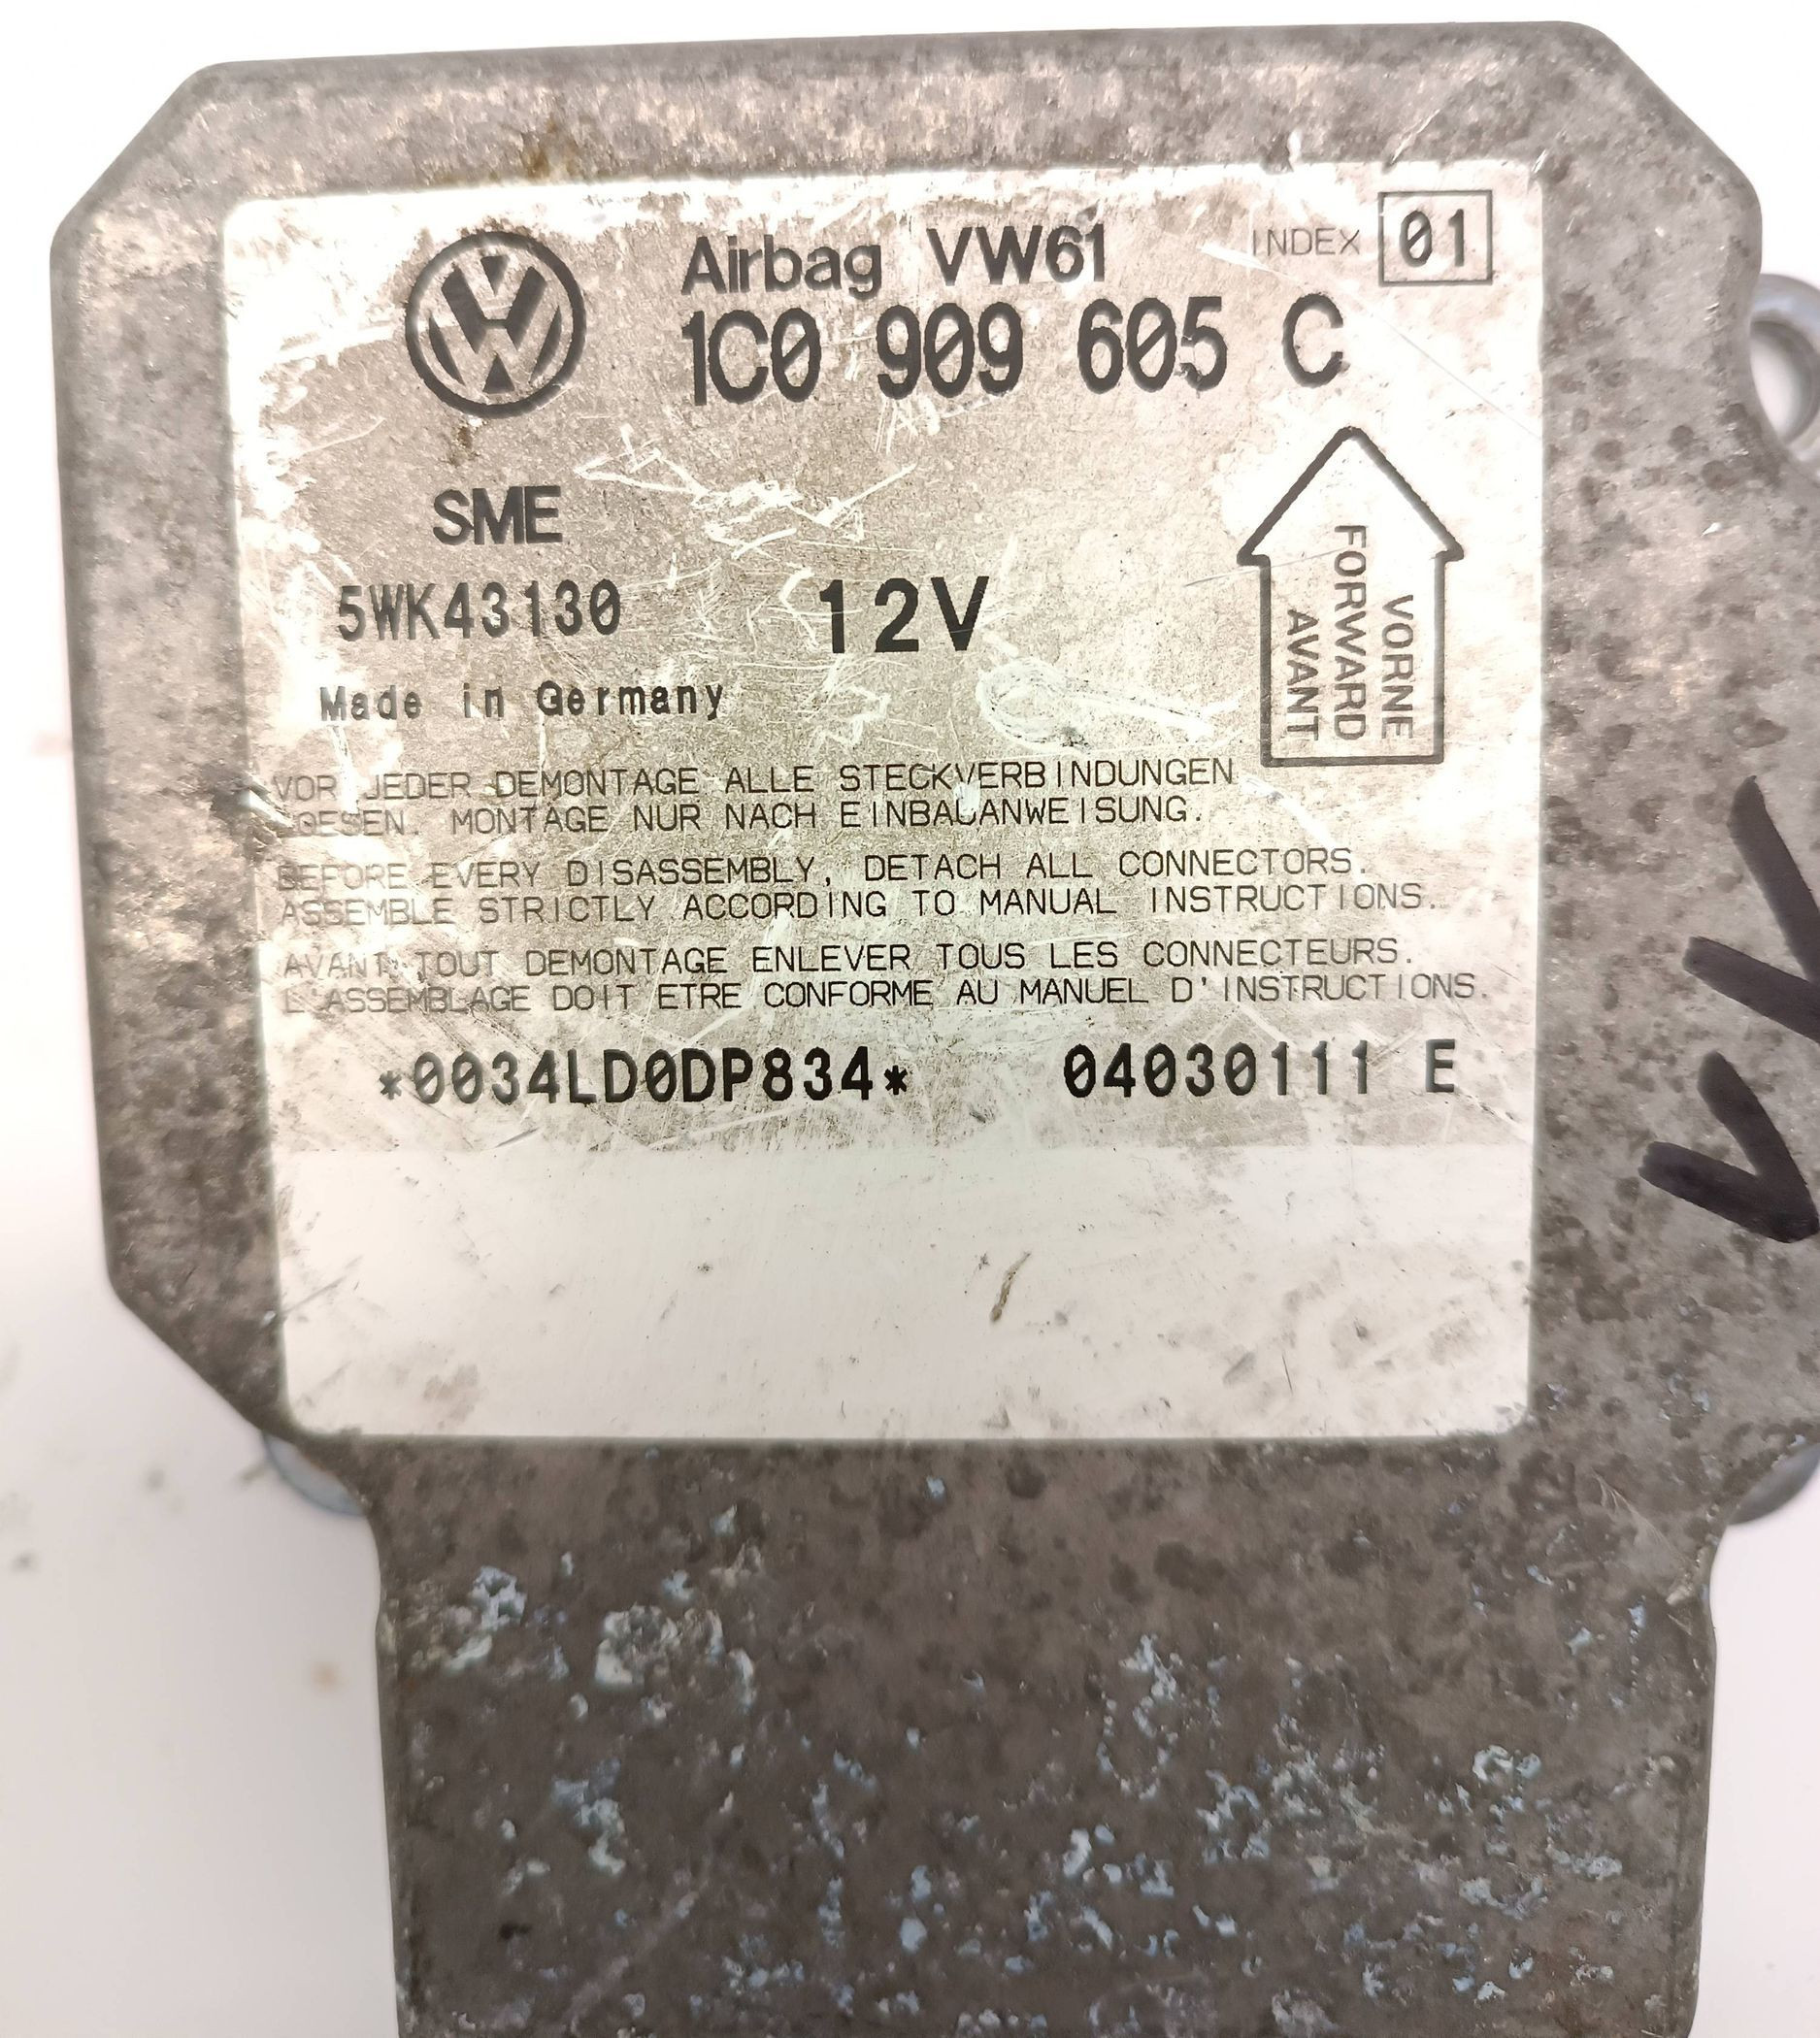 Airbag VW61 INDEX 01
1C0 909 605 C
SME
5WK43130 12V
Made in Germany
VORNE
FORWARD
AVANT
VOR JEDER DEMONTAGE ALLE STECKVERBINDUNGEN
MONTAGE NUR NACH EINBAUANWEISUNG.
BEFORE EVERY DISASSEMBLY, DETACH ALL CONNECTORS.
ASSEMBLE STRICTLY ACCORDING TO MANUAL INSTRUCTIONS.
AVANT TOUT DEMONTAGE ENLEVER TOUS LES CONNECTEURS.
L'ASSEMBLAGE DOIT ETRE CONFORME AU MANUEL D'INSTRUCTIONS.
*0034LD0DP834* 04030111 E